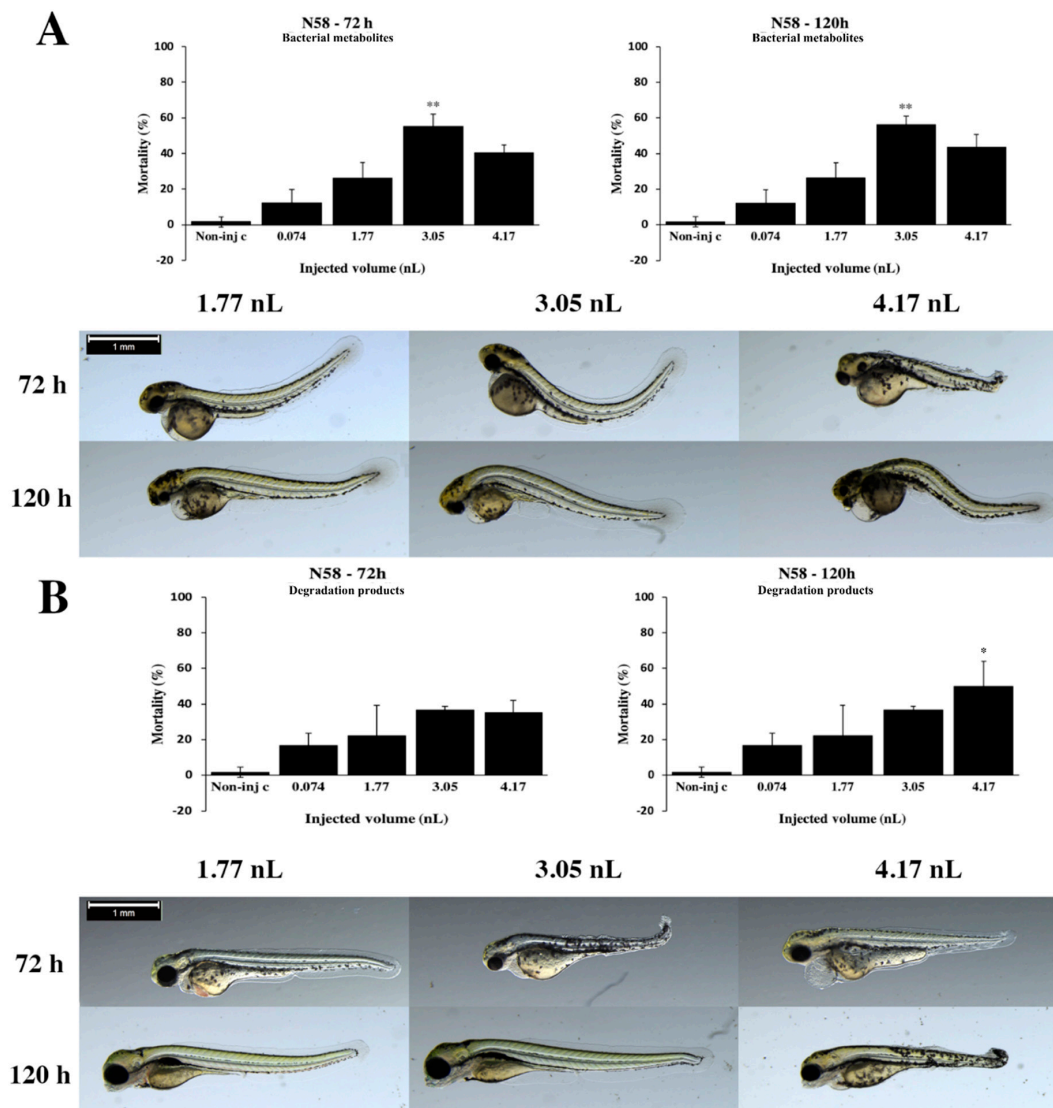 A
N58 - 72 h
Bacterial metabolites
100
80
60
40
20
0
-20
Mortality (%)
**
Non-inj c 0.074 1.77 3.05 4.17
Injected volume (nL)
N58 - 120h
Bacterial metabolites
100
80
60
40
20
0
-20
Mortality (%)
**
Non-inj c 0.074 1.77 3.05 4.17
Injected volume (nL)
1.77 nL 3.05 nL 4.17 nL
1 mm
72 h
120 h
B
N58 - 72h
Degradation products
100
80
60
40
20
0
-20
Mortality (%)
Non-inj c 0.074 1.77 3.05 4.17
Injected volume (nL)
N58 - 120h
Degradation products
100
80
60
40
20
0
-20
Mortality (%)
*
Non-inj c 0.074 1.77 3.05 4.17
Injected volume (nL)
1.77 nL 3.05 nL 4.17 nL
1 mm
72 h
120 h